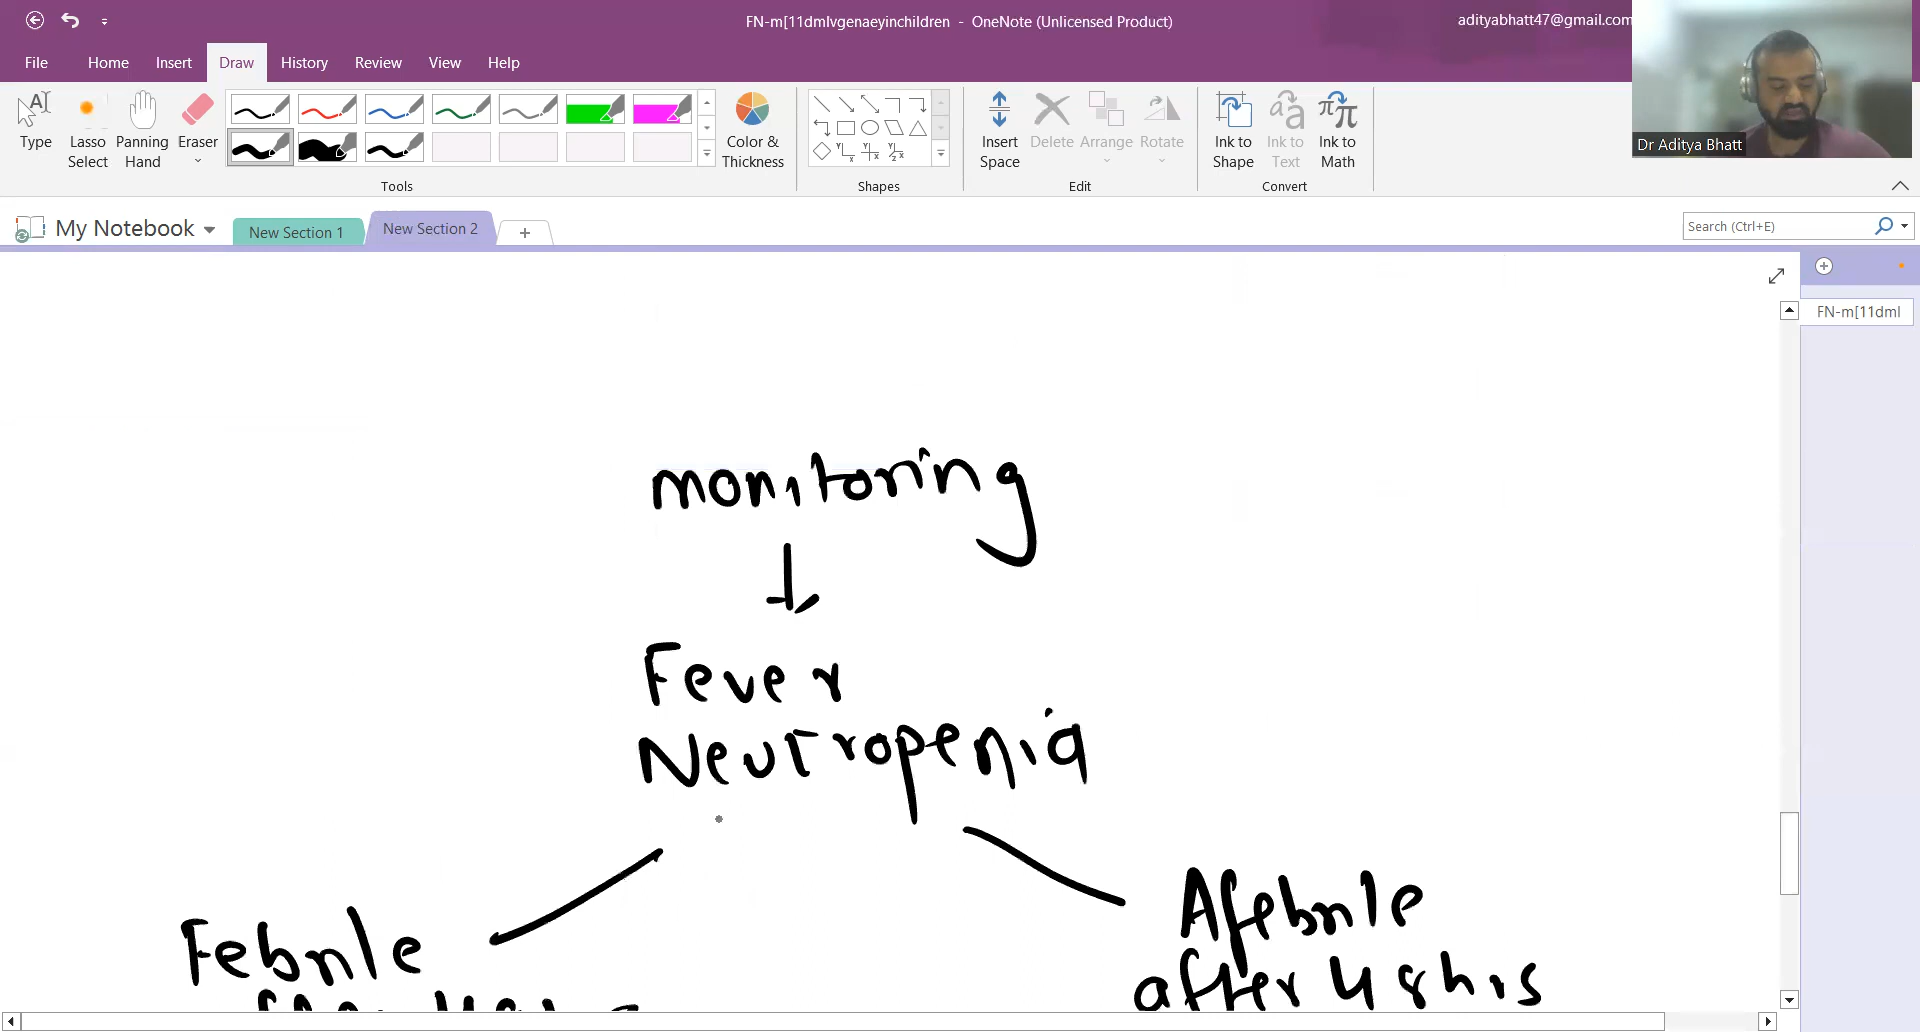 FN-m[11dmlvgenaeyinchildren - OneNote (Unlicensed Product)
adityabhatt47@gmail.com
File Home Insert Draw History Review View Help
Type
Lasso Select
Panning Hand
Eraser
Color & Thickness
Insert Space
Delete
Arrange
Rotate
Ink to Shape
Ink to Text
Ink to Math
Tools
Shapes
Edit
Convert
Dr Aditya Bhatt
My Notebook
New Section 1
New Section 2
Search (Ctrl+E)
FN-m[11dml
monitoring
Fever
Neutropenia
Febrile
Afebrile
after 48hrs